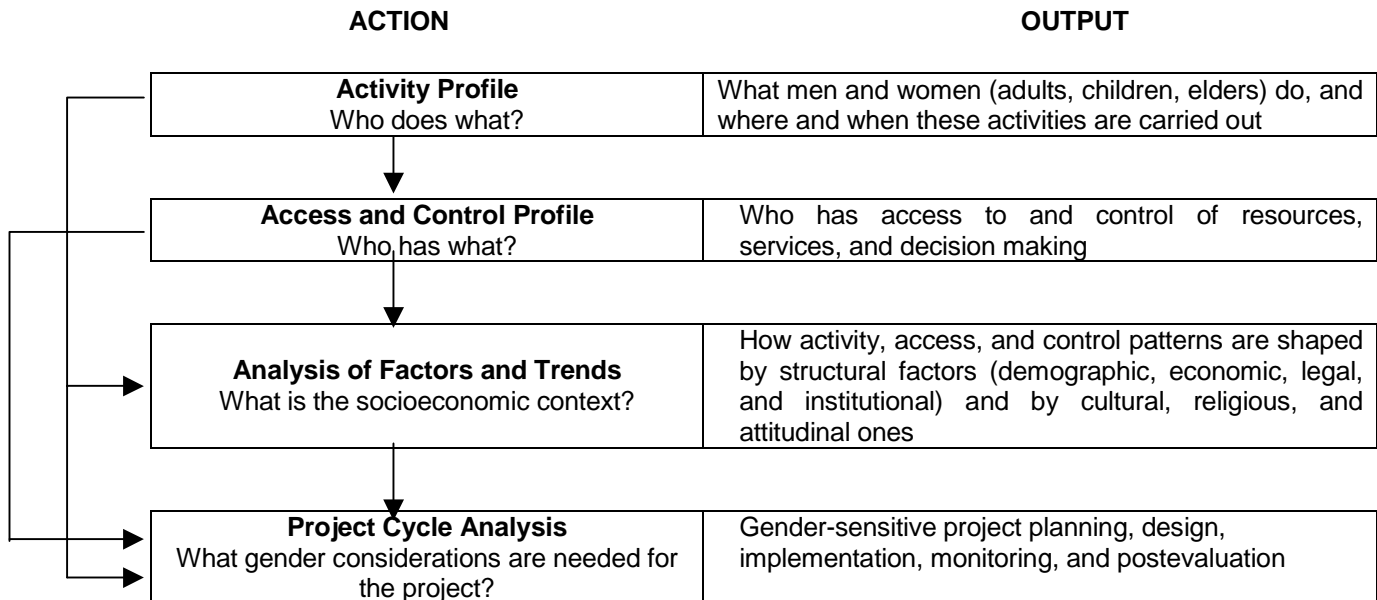 ACTION
OUTPUT
Activity Profile
Who does what?
What men and women (adults, children, elders) do, and
where and when these activities are carried out
Access and Control Profile
Who has what?
Who has access to and control of resources,
services, and decision making
Analysis of Factors and Trends
What is the socioeconomic context?
How activity, access, and control patterns are shaped
by structural factors (demographic, economic, legal,
and institutional) and by cultural, religious, and
attitudinal ones
Project Cycle Analysis
What gender considerations are needed for
the project?
Gender-sensitive project planning, design,
implementation, monitoring, and postevaluation